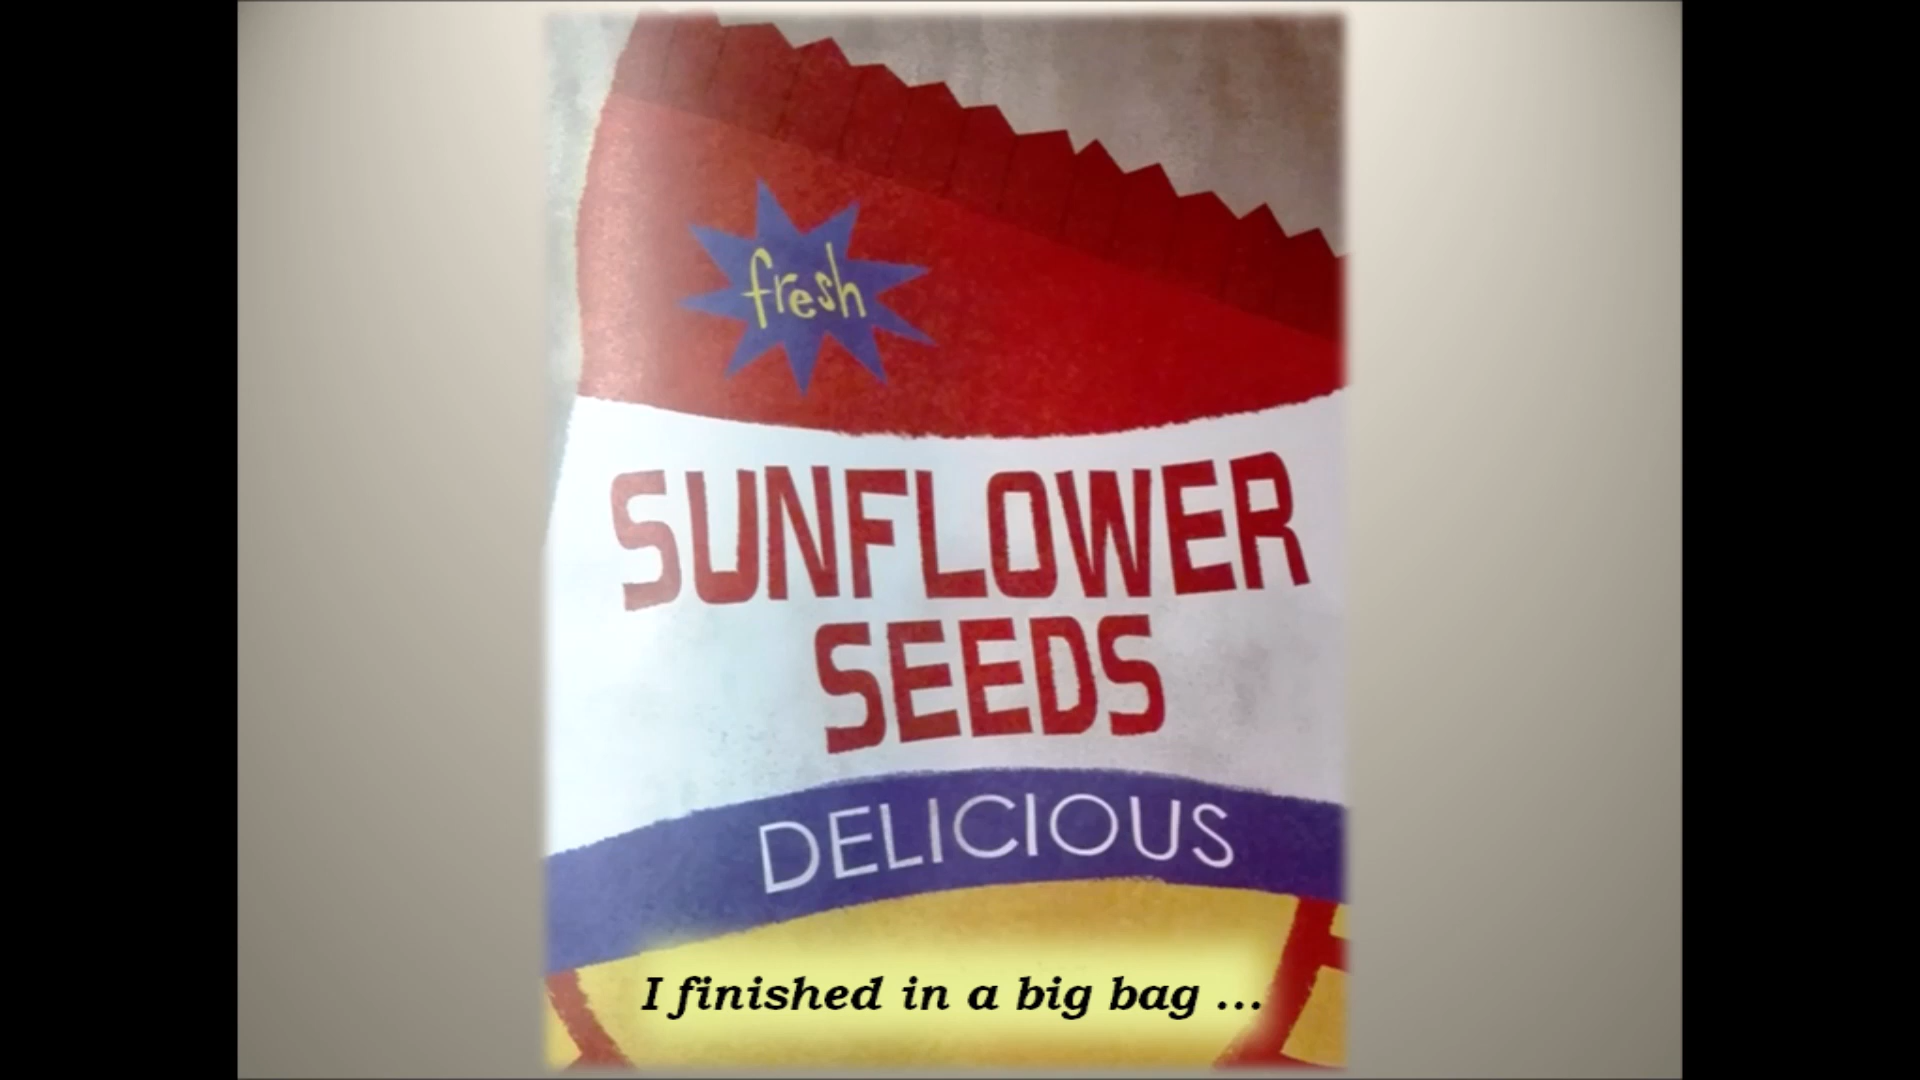 fresh
SUNFLOWER
SEEDS
DELICIOUS
I finished in a big bag ...